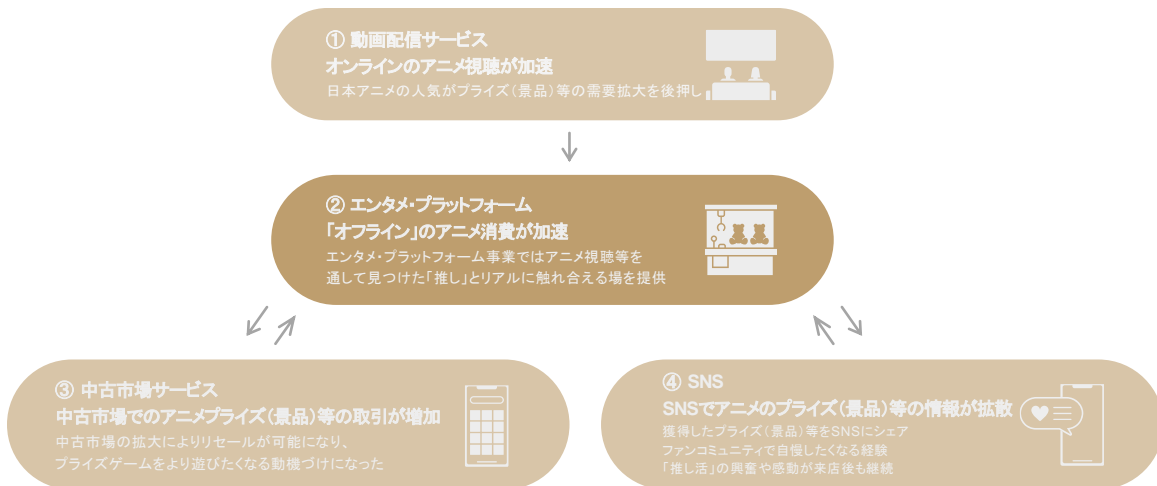 ① 動画配信サービス
オンラインのアニメ視聴が加速
日本アニメの人気がプライズ（景品）等の需要拡大を後押し
② エンタメ・プラットフォーム
「オフライン」のアニメ消費が加速
エンタメ・プラットフォーム事業ではアニメ視聴等を
通して見つけた「推し」とリアルに触れ合える場を提供
③ 中古市場サービス
中古市場でのアニメプライズ（景品）等の取引が増加
中古市場の拡大によりリセールが可能になり、
プライズゲームをより遊びたくなる動機づけになった
④ SNS
SNSでアニメのプライズ（景品）等の情報が拡散
獲得したプライズ（景品）等をSNSにシェア
ファンコミュニティで自慢したくなる経験
「推し活」の興奮や感動が来店後も継続